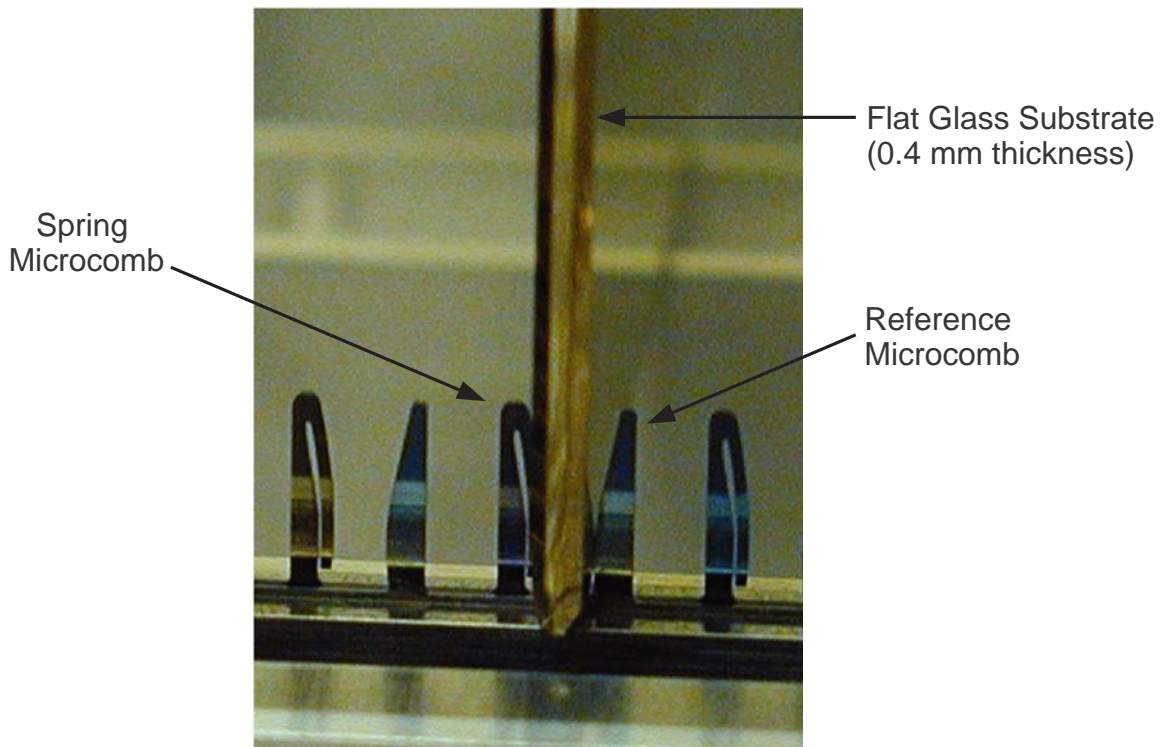 Flat Glass Substrate
(0.4 mm thickness)
Spring
Microcomb
Reference
Microcomb